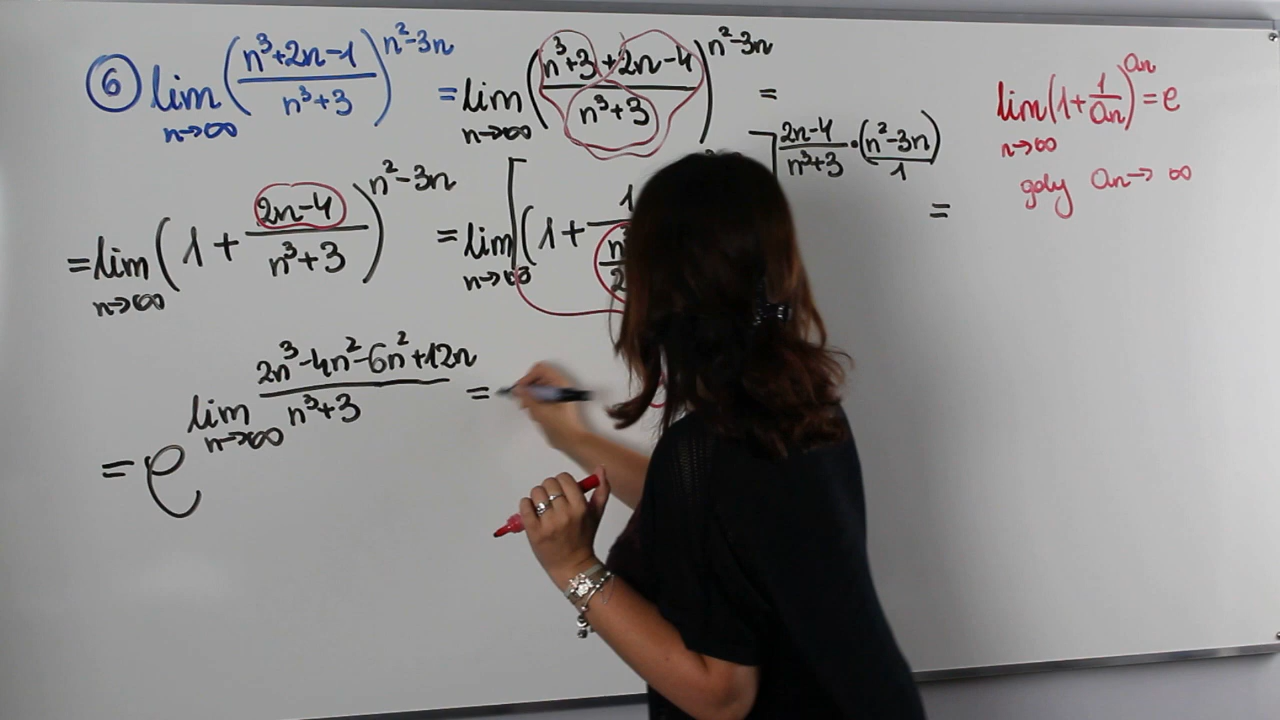 ⑥ lim n→∞ ((n³+2n-1)/(n³+3))^(n²-3n) = lim n→∞ ((n³+3+2n-4)/(n³+3))^(n²-3n) =
= lim n→∞ (1 + (2n-4)/(n³+3))^(n²-3n) = lim n→∞ [(1 + 1/ ](2n-4)/(n³+3) · (n²-3n)/1 =
= e^(lim n→∞ (2n³-4n²-6n²+12n)/(n³+3)) =
lim n→∞ (1 + 1/an)^an = e
gdy an→∞